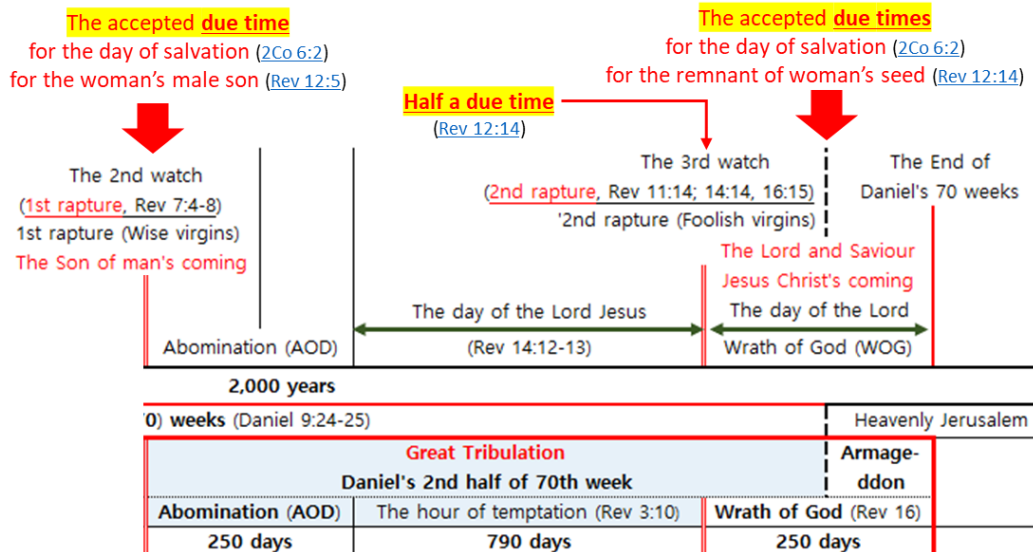 The accepted due time
for the day of salvation (2Co 6:2)
for the woman's male son (Rev 12:5)
The accepted due times
for the day of salvation (2Co 6:2)
for the remnant of woman's seed (Rev 12:14)
Half a due time
(Rev 12:14)
The 2nd watch
(1st rapture, Rev 7:4-8)
1st rapture (Wise virgins)
The Son of man's coming
The 3rd watch
(2nd rapture, Rev 11:14; 14:14, 16:15)
'2nd rapture (Foolish virgins)
The End of
Daniel's 70 weeks
The Lord and Saviour
Jesus Christ's coming
The day of the Lord Jesus
(Rev 14:12-13)
The day of the Lord
Wrath of God (WOG)
Abomination (AOD)
2,000 years
0) weeks (Daniel 9:24-25)
Heavenly Jerusalem
Great Tribulation
Daniel's 2nd half of 70th week
Armage-
ddon
Abomination (AOD)
The hour of temptation (Rev 3:10)
Wrath of God (Rev 16)
250 days
790 days
250 days